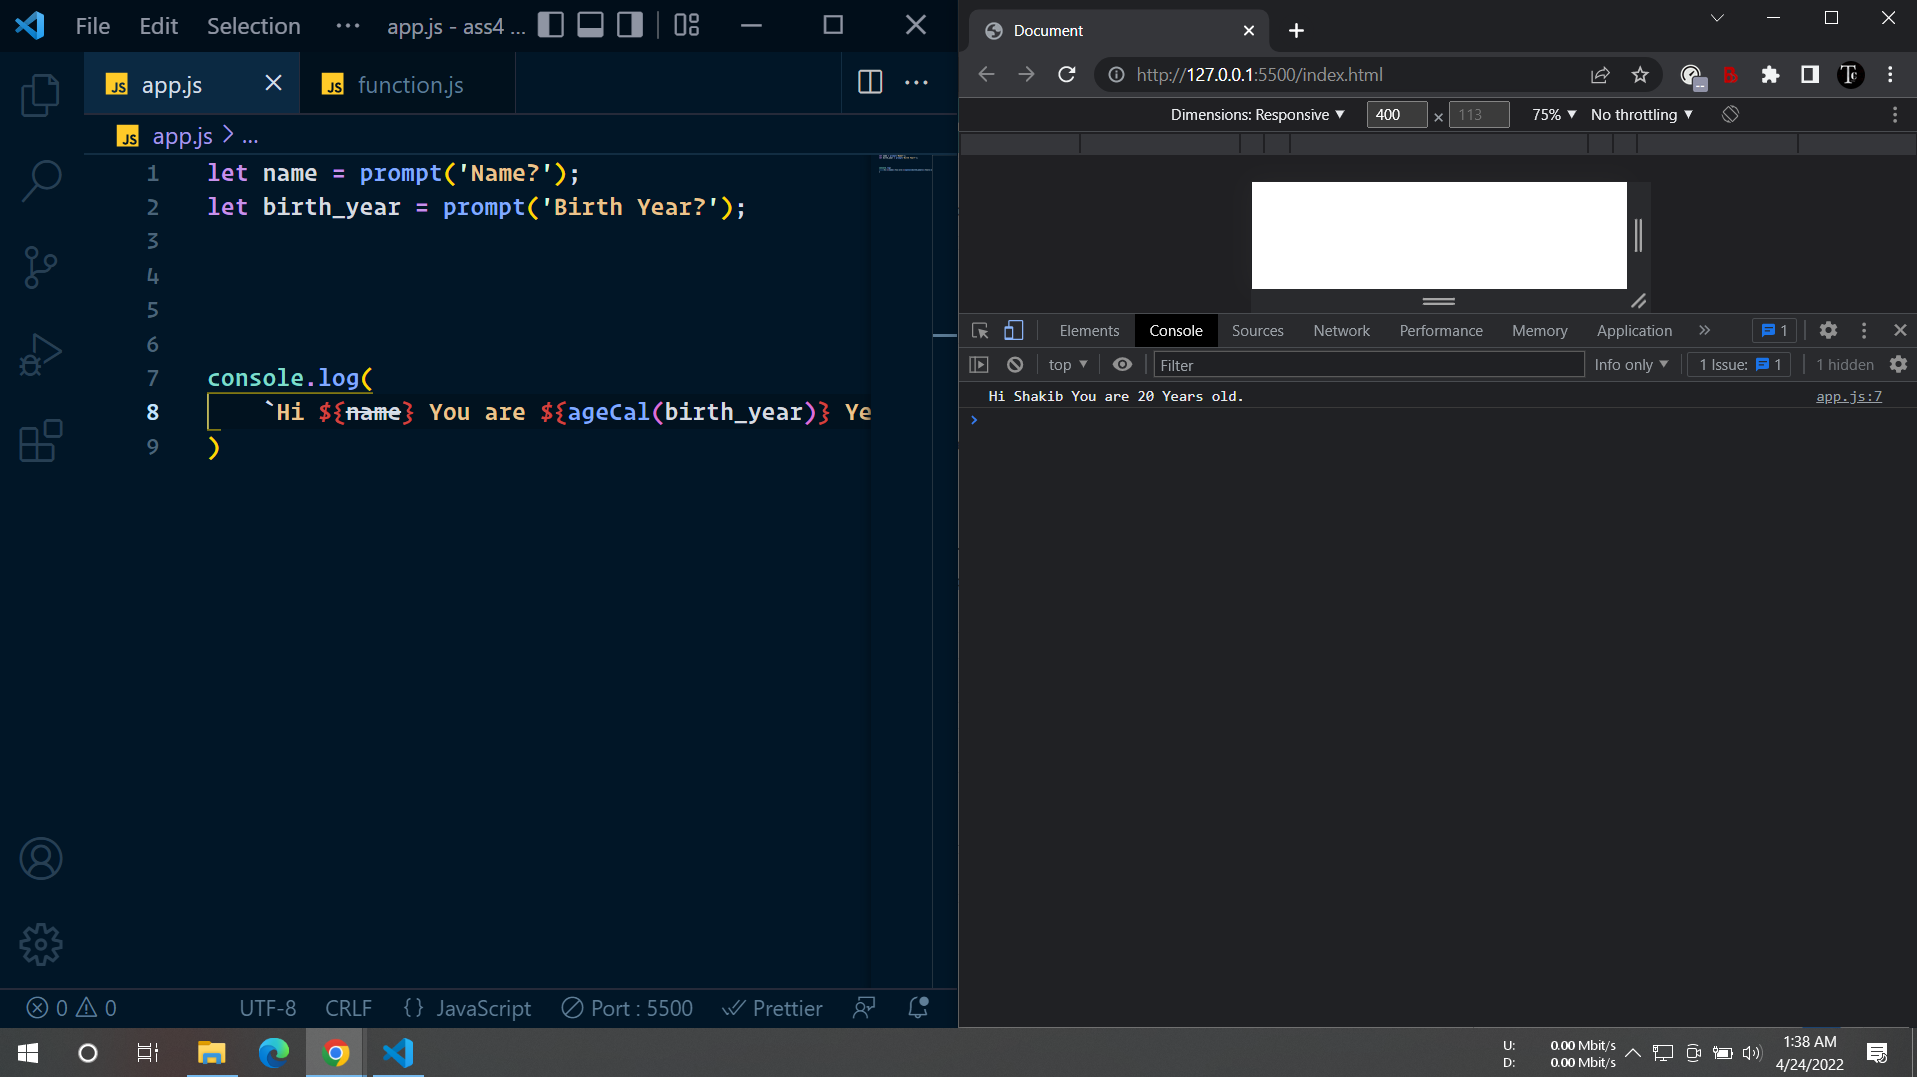 File Edit Selection ··· app.js - ass4 ...
JS app.js JS function.js ···
JS app.js > ...
1 let name = prompt('Name?');
2 let birth_year = prompt('Birth Year?');
3
4
5
6
7 console.log(
8 `Hi ${name} You are ${ageCal(birth_year)} Ye
9 )
0 0 UTF-8 CRLF {} JavaScript Port : 5500 Prettier
Document
http://127.0.0.1:5500/index.html
Dimensions: Responsive 400 × 113 75% No throttling
Elements Console Sources Network Performance Memory Application » 1
top Filter Info only 1 Issue: 1 1 hidden
Hi Shakib You are 20 Years old. app.js:7
>
U: 0.00 Mbit/s
D: 0.00 Mbit/s
1:38 AM
4/24/2022